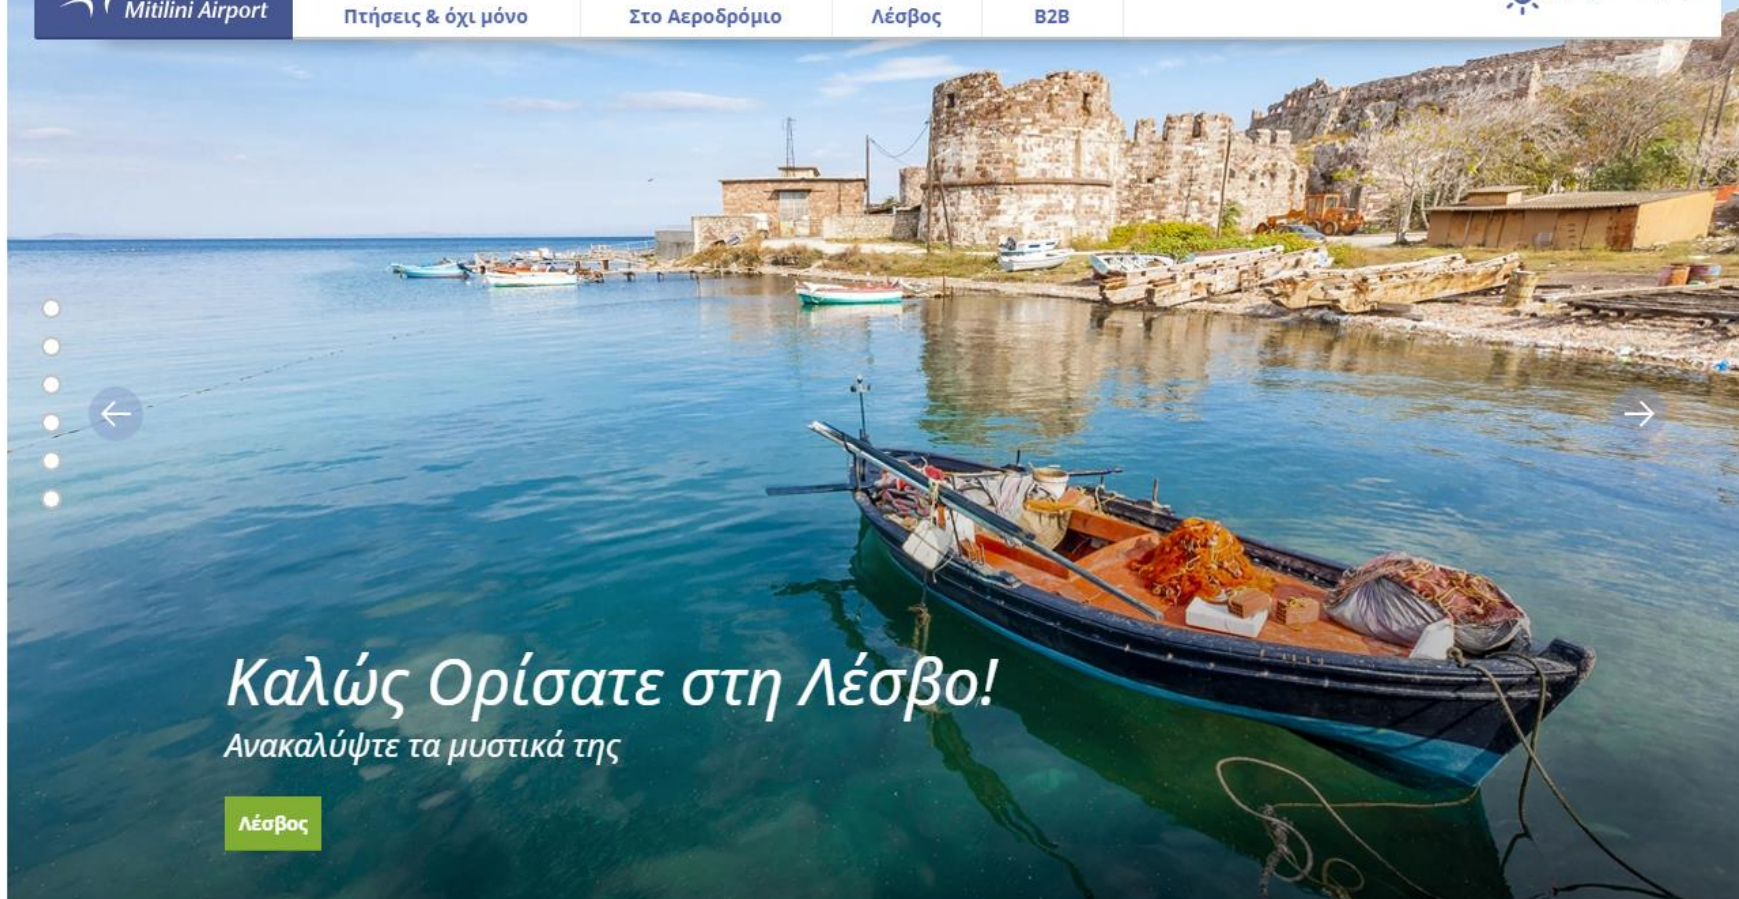 Mitilini Airport
Πτήσεις & όχι μόνο
Στο Αεροδρόμιο
Λέσβος
B2B
Καλώς Ορίσατε στη Λέσβο!
Ανακαλύψτε τα μυστικά της
Λέσβος